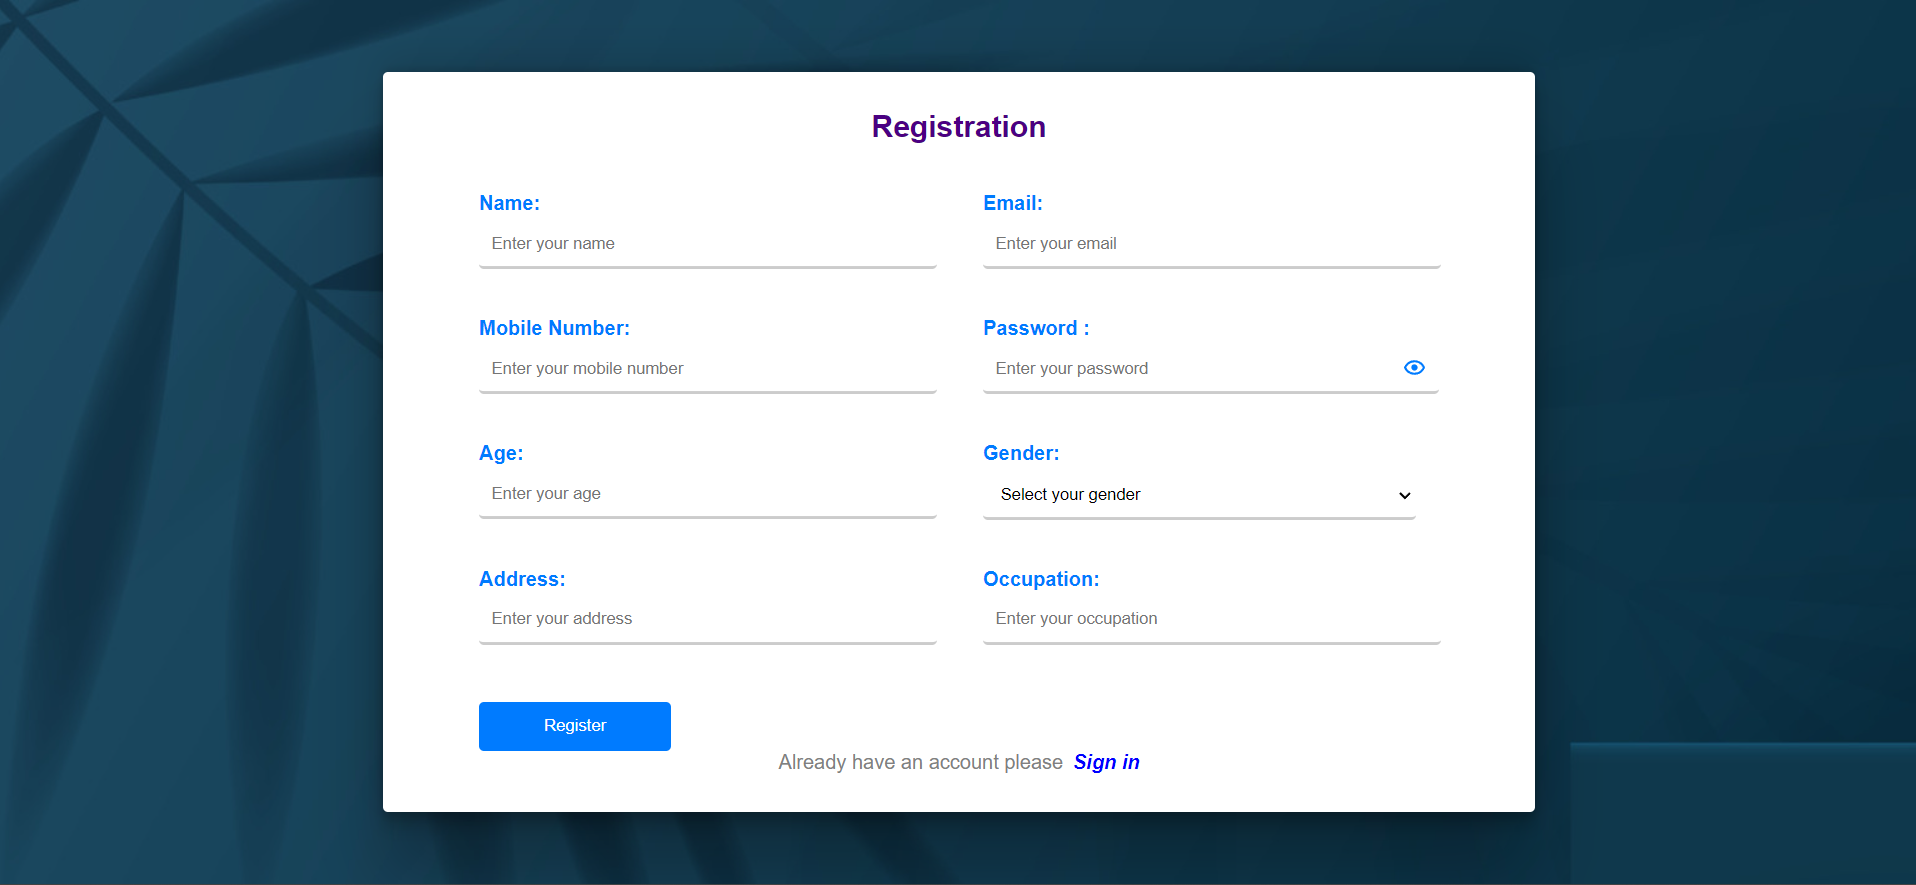 Registration
Name:
Email:
Enter your name
Enter your email
Mobile Number:
Password :
Enter your mobile number
Enter your password
Age:
Gender:
Enter your age
Select your gender
Address:
Occupation:
Enter your address
Enter your occupation
Register
Already have an account please Sign in